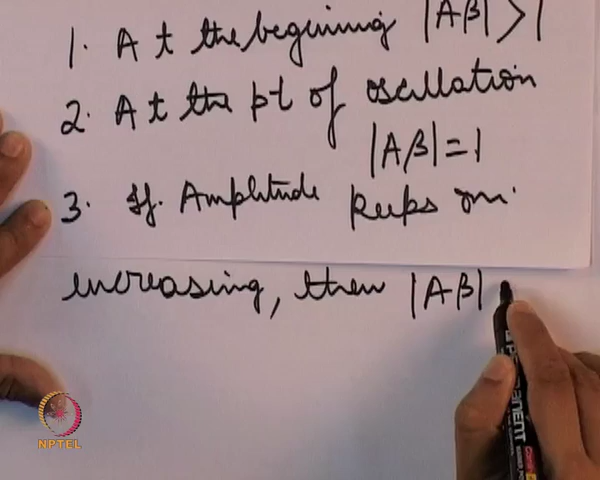 1. At the begining |Aβ| > 1
2. At the pt of oscillation
|Aβ| = 1
3. If Amplitude keeps on
increasing, then |Aβ|
PERMANENT
NPTEL